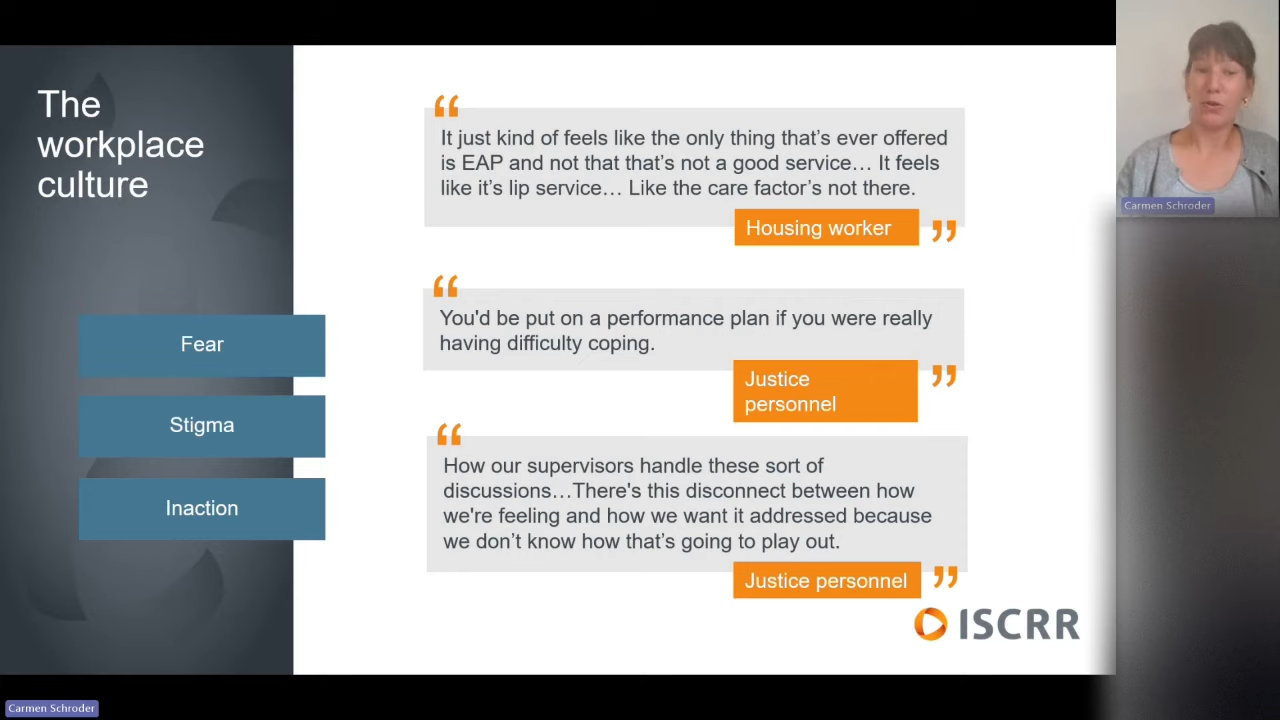 The
workplace
culture
Fear
Stigma
Inaction
“
It just kind of feels like the only thing that’s ever offered
is EAP and not that that’s not a good service… It feels
like it’s lip service… Like the care factor’s not there.
Housing worker
”
“
You'd be put on a performance plan if you were really
having difficulty coping.
Justice
personnel
”
“
How our supervisors handle these sort of
discussions…There's this disconnect between how
we're feeling and how we want it addressed because
we don’t know how that’s going to play out.
Justice personnel
”
ISCRR
Carmen Schroder
Carmen Schroder